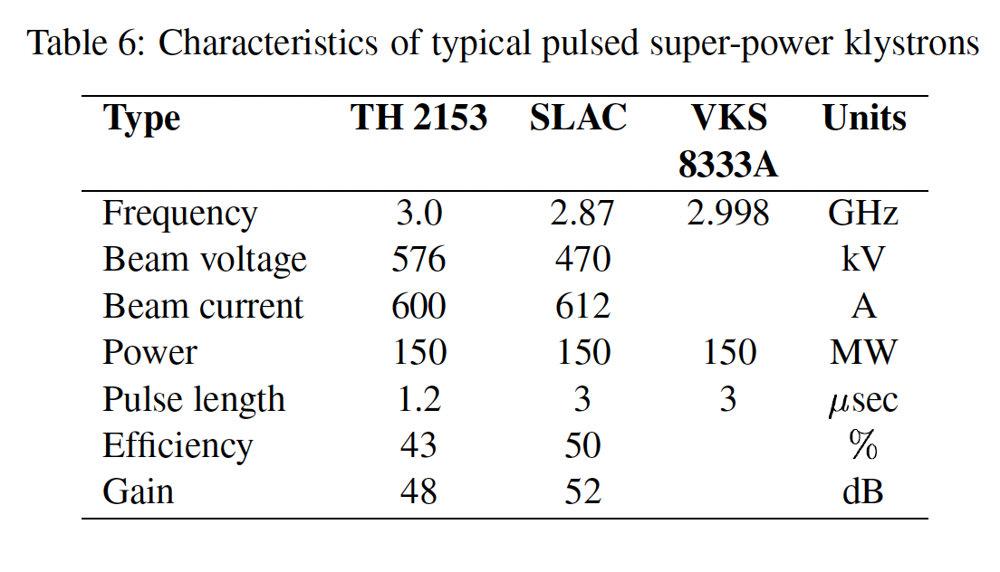 Table 6: Characteristics of typical pulsed super-power klystrons
Type TH 2153 SLAC VKS Units
8333A
Frequency 3.0 2.87 2.998 GHz
Beam voltage 576 470 kV
Beam current 600 612 A
Power 150 150 150 MW
Pulse length 1.2 3 3 μsec
Efficiency 43 50 %
Gain 48 52 dB